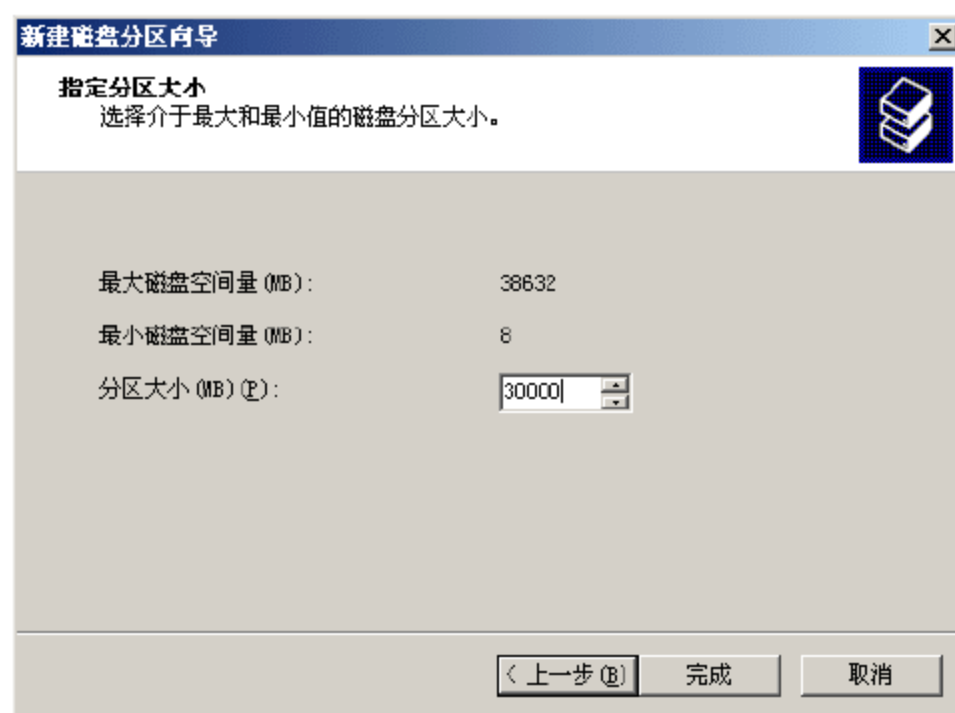 新建磁盘分区向导
指定分区大小
选择介于最大和最小值的磁盘分区大小。
最大磁盘空间量(MB): 38632
最小磁盘空间量(MB): 8
分区大小(MB)(P): 30000
< 上一步(B) 完成 取消